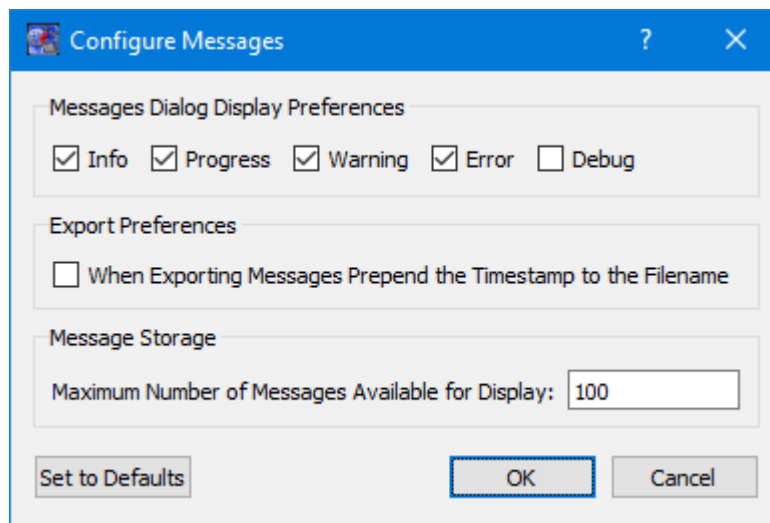 Configure Messages ?
Messages Dialog Display Preferences
Info Progress Warning Error Debug
Export Preferences
When Exporting Messages Prepend the Timestamp to the Filename
Message Storage
Maximum Number of Messages Available for Display: 100
Set to Defaults OK Cancel